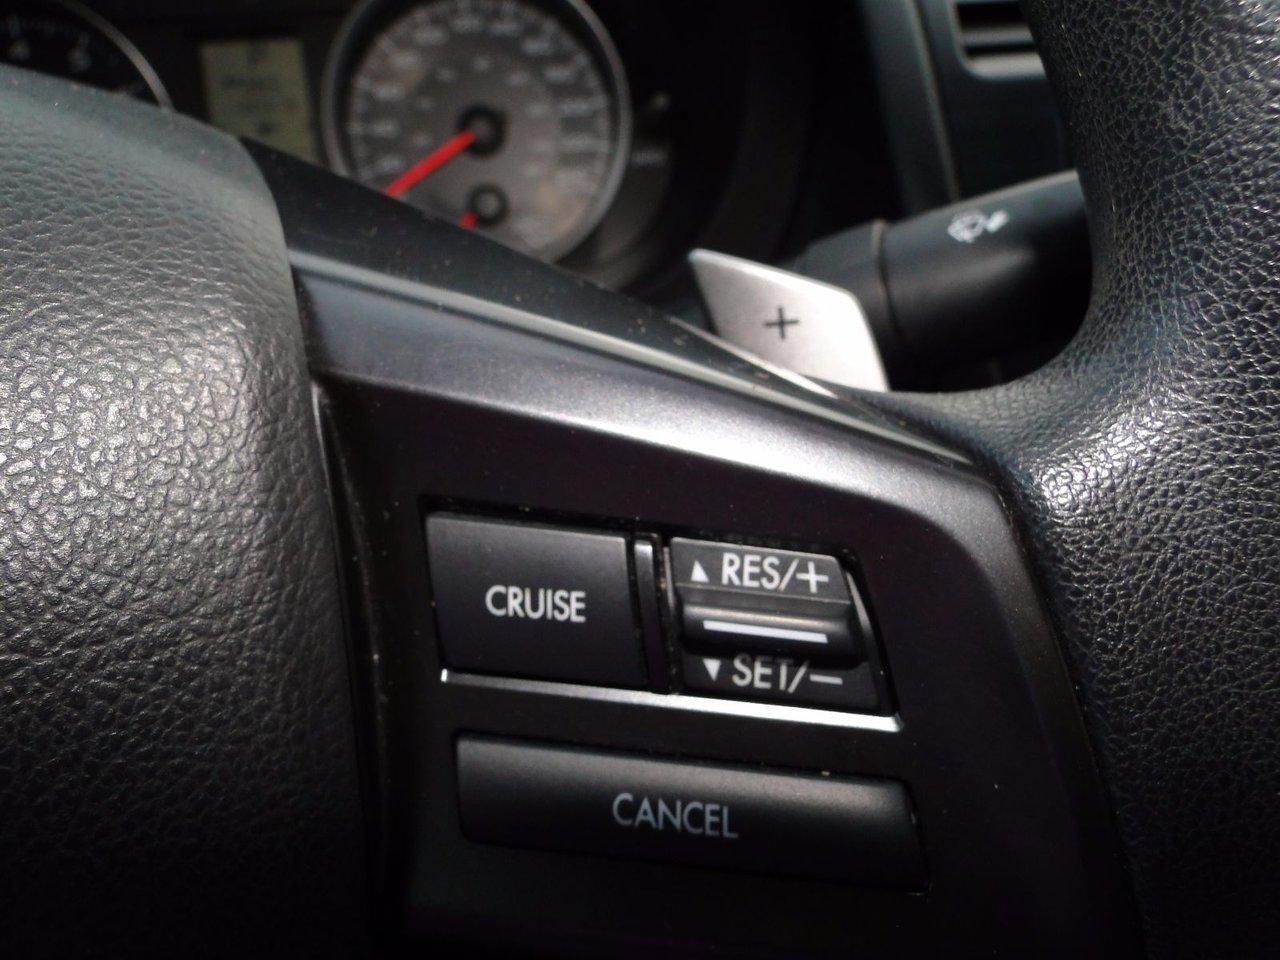 +
CRUISE
▲ RES/+
▼ SET/−
CANCEL